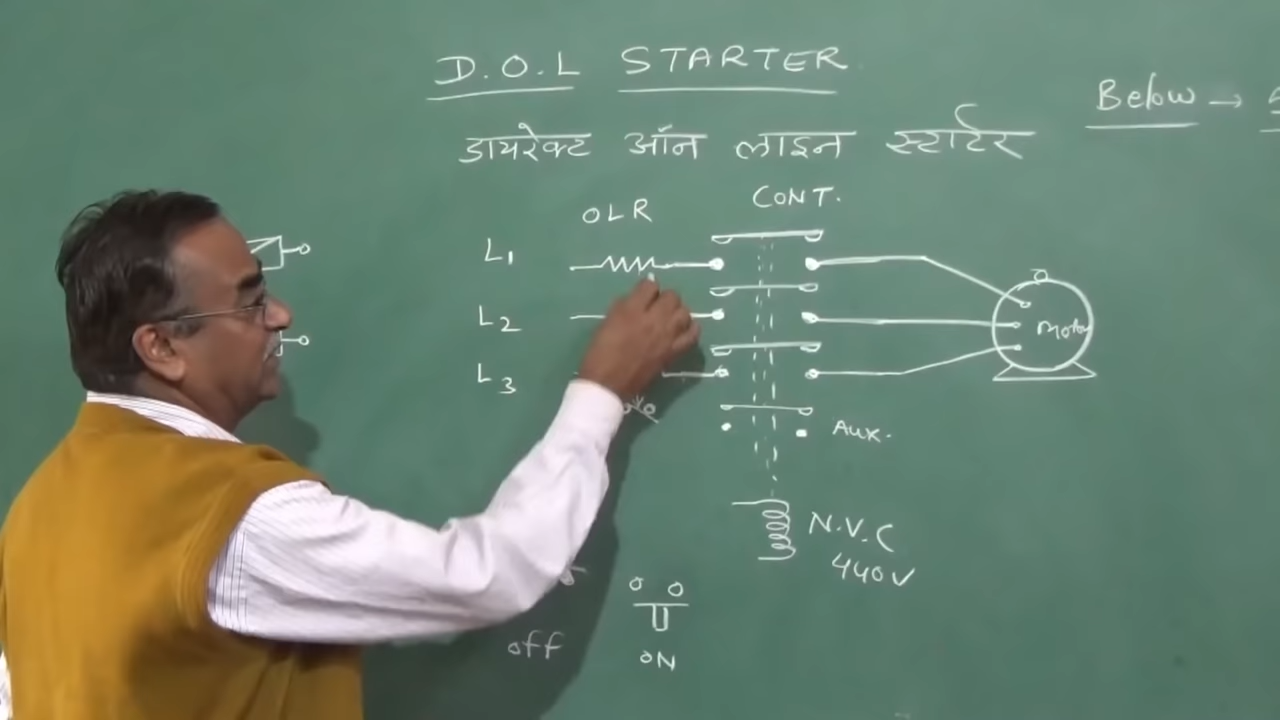 D.O.L STARTER
Below →
डायरेक्ट ऑन लाइन स्टार्टर
OLR CONT.
L1
L2
L3
Motor
Aux.
N.V.C
440V
off ON